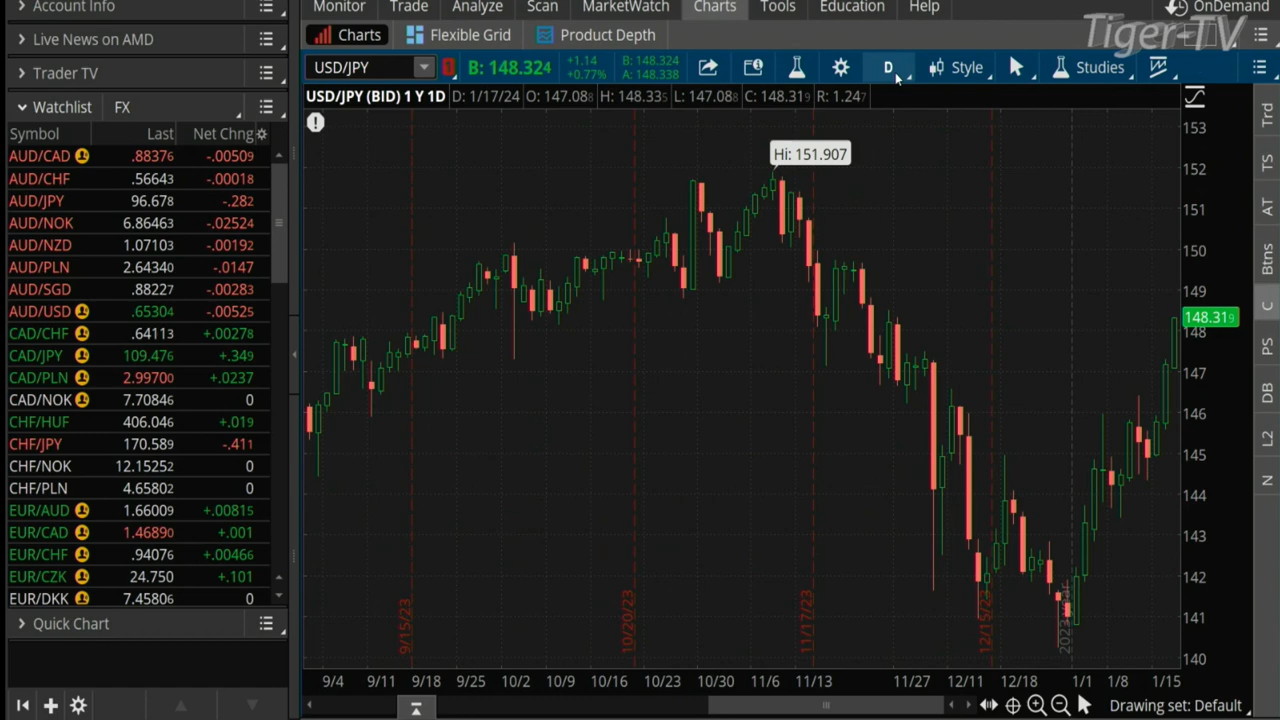 Account Info
Monitor Trade Analyze Scan MarketWatch Charts Tools Education Help OnDemand
Tiger-TV
Live News on AMD
Charts Flexible Grid Product Depth
Trader TV
USD/JPY 1 B: 148.324 +1.14 +0.77% B: 148.324 A: 148.338 D Style Studies
Watchlist FX
USD/JPY (BID) 1 Y 1D D: 1/17/24 O: 147.088 H: 148.335 L: 147.088 C: 148.319 R: 1.247
Symbol Last Net Chng
AUD/CAD .88376 -.00509
AUD/CHF .56643 -.00018
AUD/JPY 96.678 -.282
AUD/NOK 6.86463 -.02524
AUD/NZD 1.07103 -.00192
AUD/PLN 2.64340 -.0147
AUD/SGD .88227 -.00283
AUD/USD .65304 -.00525
CAD/CHF .64113 +.00278
CAD/JPY 109.476 +.349
CAD/PLN 2.99700 +.0237
CAD/NOK 7.70846 0
CHF/HUF 406.046 +.019
CHF/JPY 170.589 -.411
CHF/NOK 12.15252 0
CHF/PLN 4.65802 0
EUR/AUD 1.66009 +.00815
EUR/CAD 1.46890 +.001
EUR/CHF .94076 +.00466
EUR/CZK 24.750 +.101
EUR/DKK 7.45806 0
Quick Chart
Hi: 151.907
153
152
151
150
149
148.319
148
147
146
145
144
143
142
141
140
9/15/23
10/20/23
11/17/23
12/15/23
2023 year
9/4 9/11 9/18 9/25 10/2 10/9 10/16 10/23 10/30 11/6 11/13 11/27 12/11 12/18 1/1 1/8 1/15
Trd
TS
AT
Btns
C
PS
DB
L2
N
Drawing set: Default